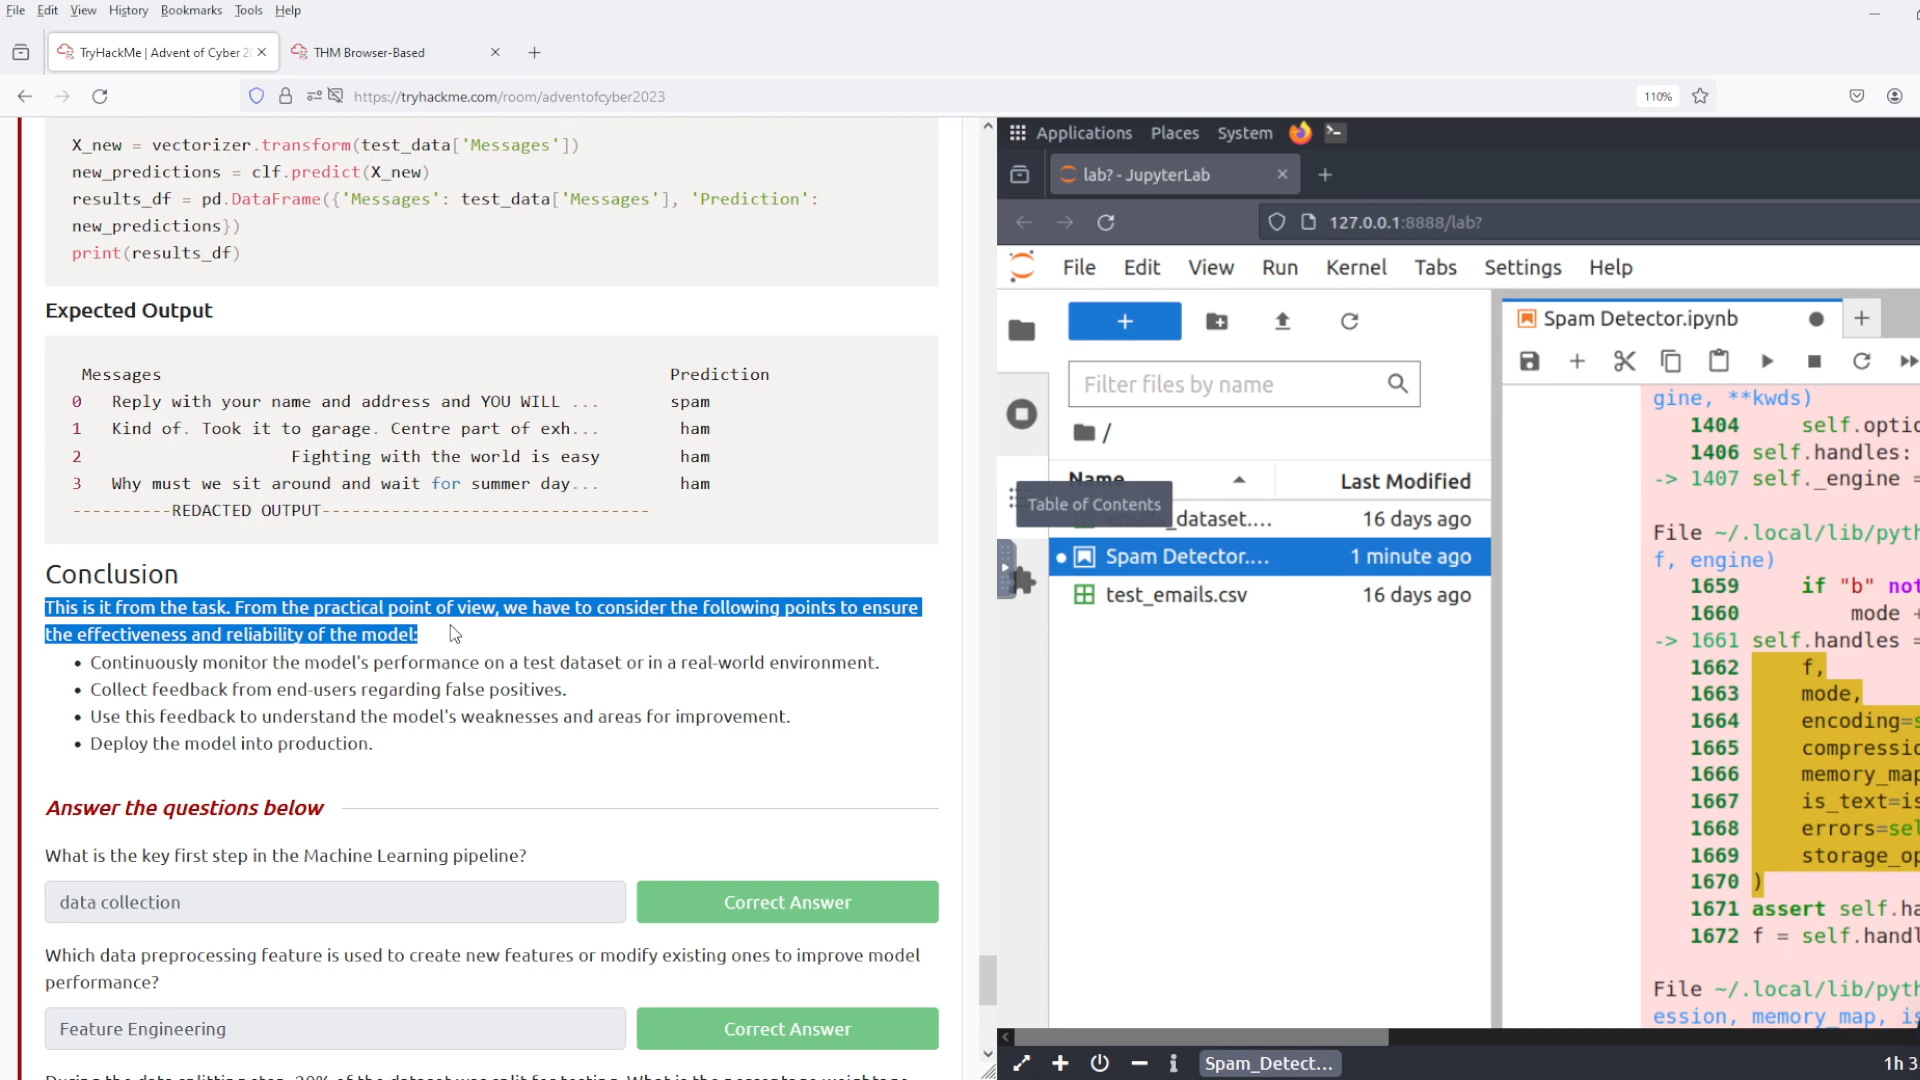 File Edit View History Bookmarks Tools Help
TryHackMe | Advent of Cyber 2
THM Browser-Based
https://tryhackme.com/room/adventofcyber2023
110%
X_new = vectorizer.transform(test_data['Messages'])
new_predictions = clf.predict(X_new)
results_df = pd.DataFrame({'Messages': test_data['Messages'], 'Prediction':
new_predictions})
print(results_df)
Expected Output
Messages Prediction
0 Reply with your name and address and YOU WILL ... spam
1 Kind of. Took it to garage. Centre part of exh... ham
2 Fighting with the world is easy ham
3 Why must we sit around and wait for summer day... ham
----------REDACTED OUTPUT---------------------------------
Conclusion
This is it from the task. From the practical point of view, we have to consider the following points to ensure
the effectiveness and reliability of the model:
• Continuously monitor the model's performance on a test dataset or in a real-world environment.
• Collect feedback from end-users regarding false positives.
• Use this feedback to understand the model's weaknesses and areas for improvement.
• Deploy the model into production.
Answer the questions below
What is the key first step in the Machine Learning pipeline?
data collection
Correct Answer
Which data preprocessing feature is used to create new features or modify existing ones to improve model
performance?
Feature Engineering
Correct Answer
Applications Places System
lab? - JupyterLab
127.0.0.1:8888/lab?
File Edit View Run Kernel Tabs Settings Help
Filter files by name
/
Name Last Modified
Table of Contents
_dataset.... 16 days ago
Spam Detector.... 1 minute ago
test_emails.csv 16 days ago
Spam Detector.ipynb
gine, **kwds)
1404 self.optio
1406 self.handles:
-> 1407 self._engine =
File ~/.local/lib/pyth
f, engine)
1659 if "b" not
1660 mode +
-> 1661 self.handles =
1662 f,
1663 mode,
1664 encoding=s
1665 compressio
1666 memory_map
1667 is_text=is
1668 errors=sel
1669 storage_op
1670 )
1671 assert self.ha
1672 f = self.handl
File ~/.local/lib/pyth
ession, memory_map, is
Spam_Detect...
1h 3